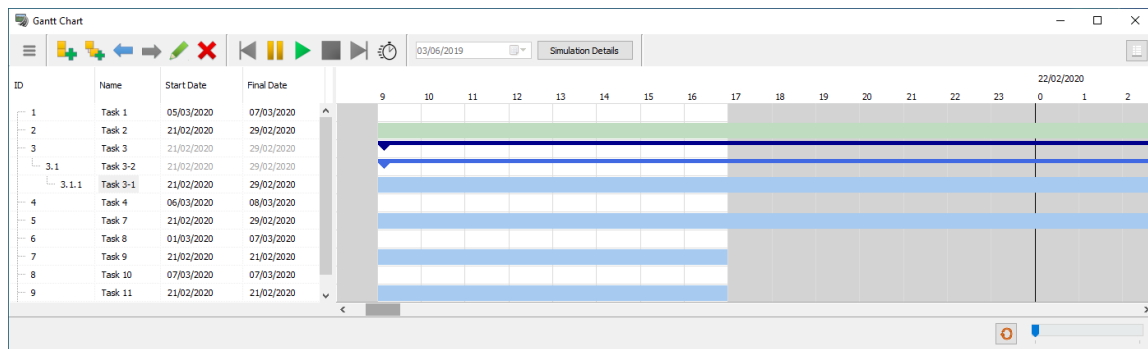 Gantt Chart
03/06/2019 Simulation Details
ID Name Start Date Final Date
22/02/2020
9 10 11 12 13 14 15 16 17 18 19 20 21 22 23 0 1 2
1 Task 1 05/03/2020 07/03/2020
2 Task 2 21/02/2020 29/02/2020
3 Task 3 21/02/2020 29/02/2020
3.1 Task 3-2 21/02/2020 29/02/2020
3.1.1 Task 3-1 21/02/2020 29/02/2020
4 Task 4 06/03/2020 08/03/2020
5 Task 7 21/02/2020 29/02/2020
6 Task 8 01/03/2020 07/03/2020
7 Task 9 21/02/2020 21/02/2020
8 Task 10 07/03/2020 07/03/2020
9 Task 11 21/02/2020 21/02/2020